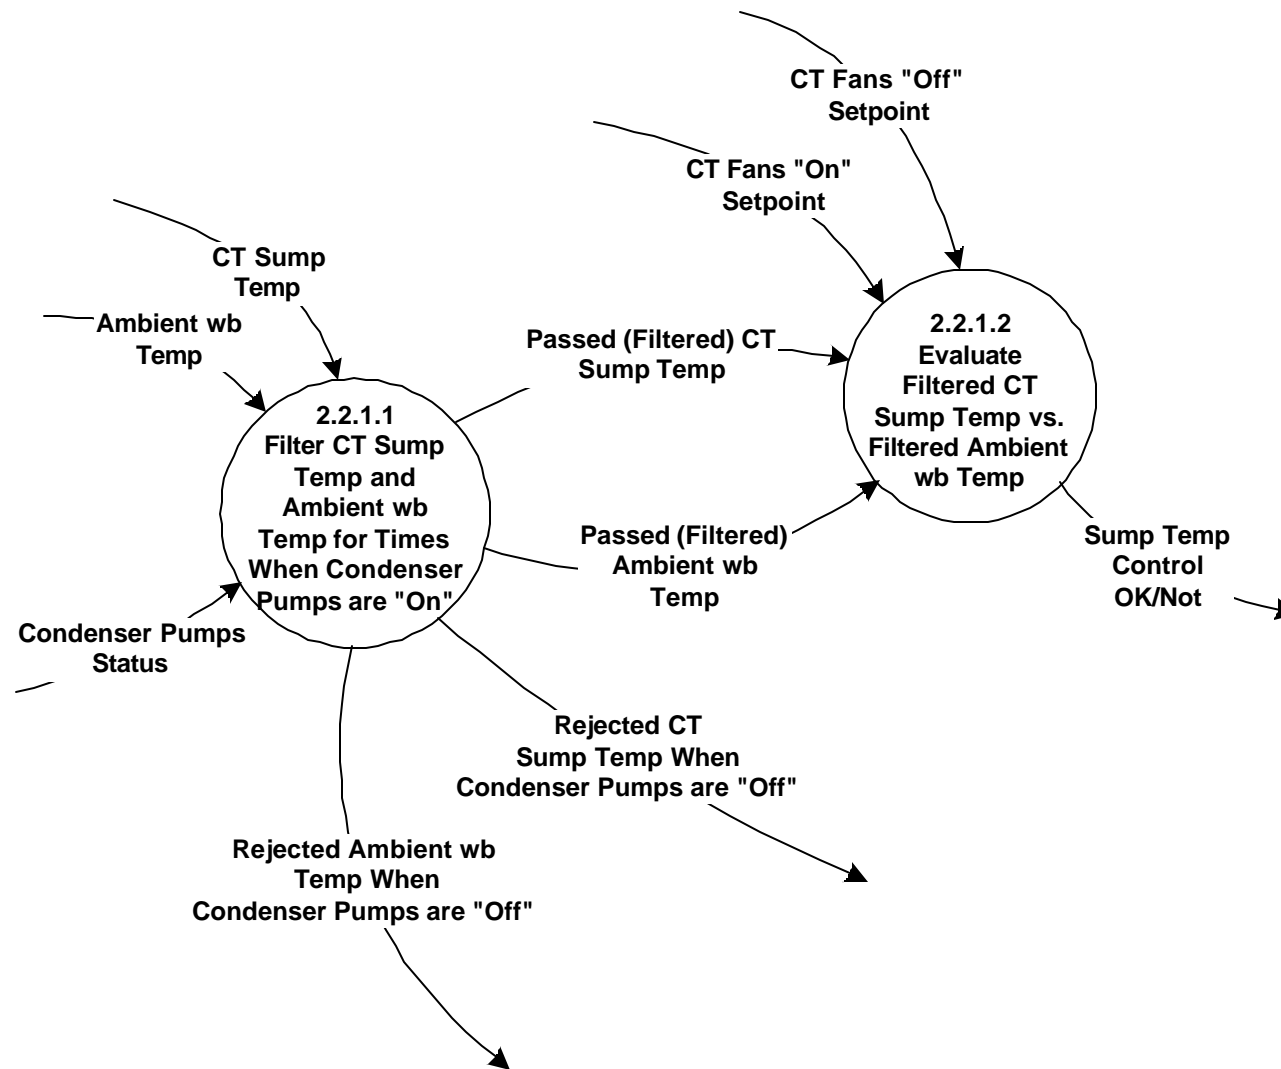 CT Fans "Off"
Setpoint
CT Fans "On"
Setpoint
CT Sump
Temp
Ambient wb
Temp
Passed (Filtered) CT
Sump Temp
2.2.1.2
Evaluate
Filtered CT
Sump Temp vs.
Filtered Ambient
wb Temp
2.2.1.1
Filter CT Sump
Temp and
Ambient wb
Temp for Times
When Condenser
Pumps are "On"
Passed (Filtered)
Ambient wb
Temp
Sump Temp
Control
OK/Not
Condenser Pumps
Status
Rejected CT
Sump Temp When
Condenser Pumps are "Off"
Rejected Ambient wb
Temp When
Condenser Pumps are "Off"